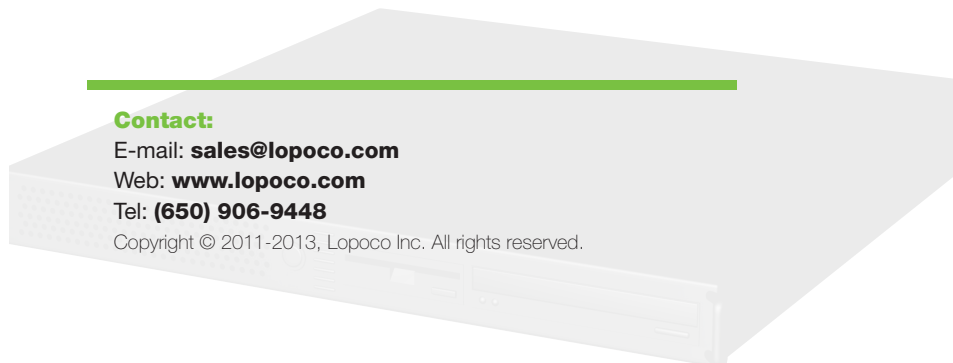 Contact:
E-mail: sales@lopoco.com
Web: www.lopoco.com
Tel: (650) 906-9448
Copyright © 2011-2013, Lopoco Inc. All rights reserved.